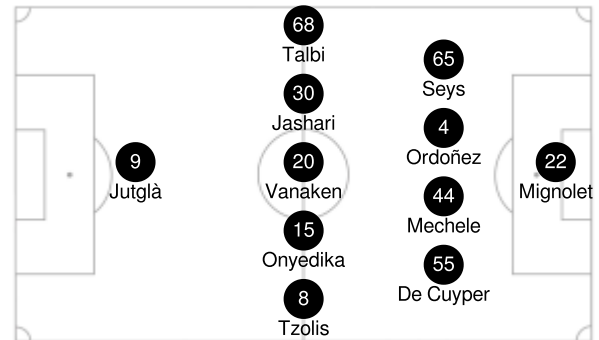 68
Talbi
30
Jashari
20
Vanaken
15
Onyedika
8
Tzolis
9
Jutglà
65
Seys
4
Ordoñez
44
Mechele
55
De Cuyper
22
Mignolet